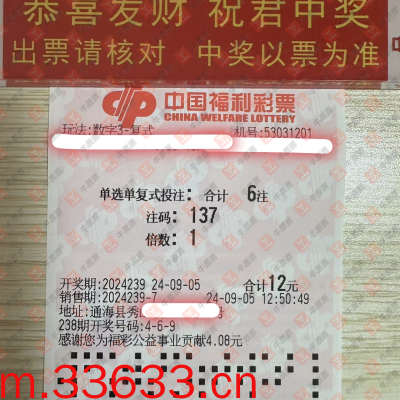 恭喜发财 祝君中奖
出票请核对 中奖以票为准
中国福利彩票
CHINA WELFARE LOTTERY
玩法:数字3-复式 机号:53031201
单选单复式投注: 合计 6注
注码: 137
倍数: 1
开奖期:2024239 24-09-05 合计12元
销售期:2024239-7 24-09-05 12:50:49
地址:通海县秀
238期开奖号码:4-6-9
感谢您为福彩公益事业贡献4.08元
m.33633.cn